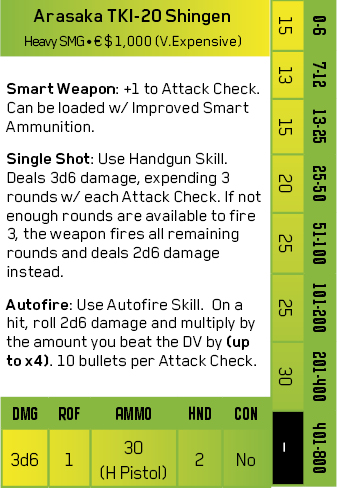 Arasaka TKI-20 Shingen
Heavy SMG • €$1,000 (V.Expensive)
Smart Weapon: +1 to Attack Check.
Can be loaded w/ Improved Smart
Ammunition.
Single Shot: Use Handgun Skill.
Deals 3d6 damage, expending 3
rounds w/ each Attack Check. If not
enough rounds are available to fire
3, the weapon fires all remaining
rounds and deals 2d6 damage
instead.
Autofire: Use Autofire Skill. On a
hit, roll 2d6 damage and multiply by
the amount you beat the DV by (up
to x4). 10 bullets per Attack Check.
DMG ROF AMMO HND CON
3d6 1 30 2 No
(H Pistol)
15 0-6
13 7-12
15 13-25
20 25-50
25 51-100
25 101-200
30 201-400
- 401-800